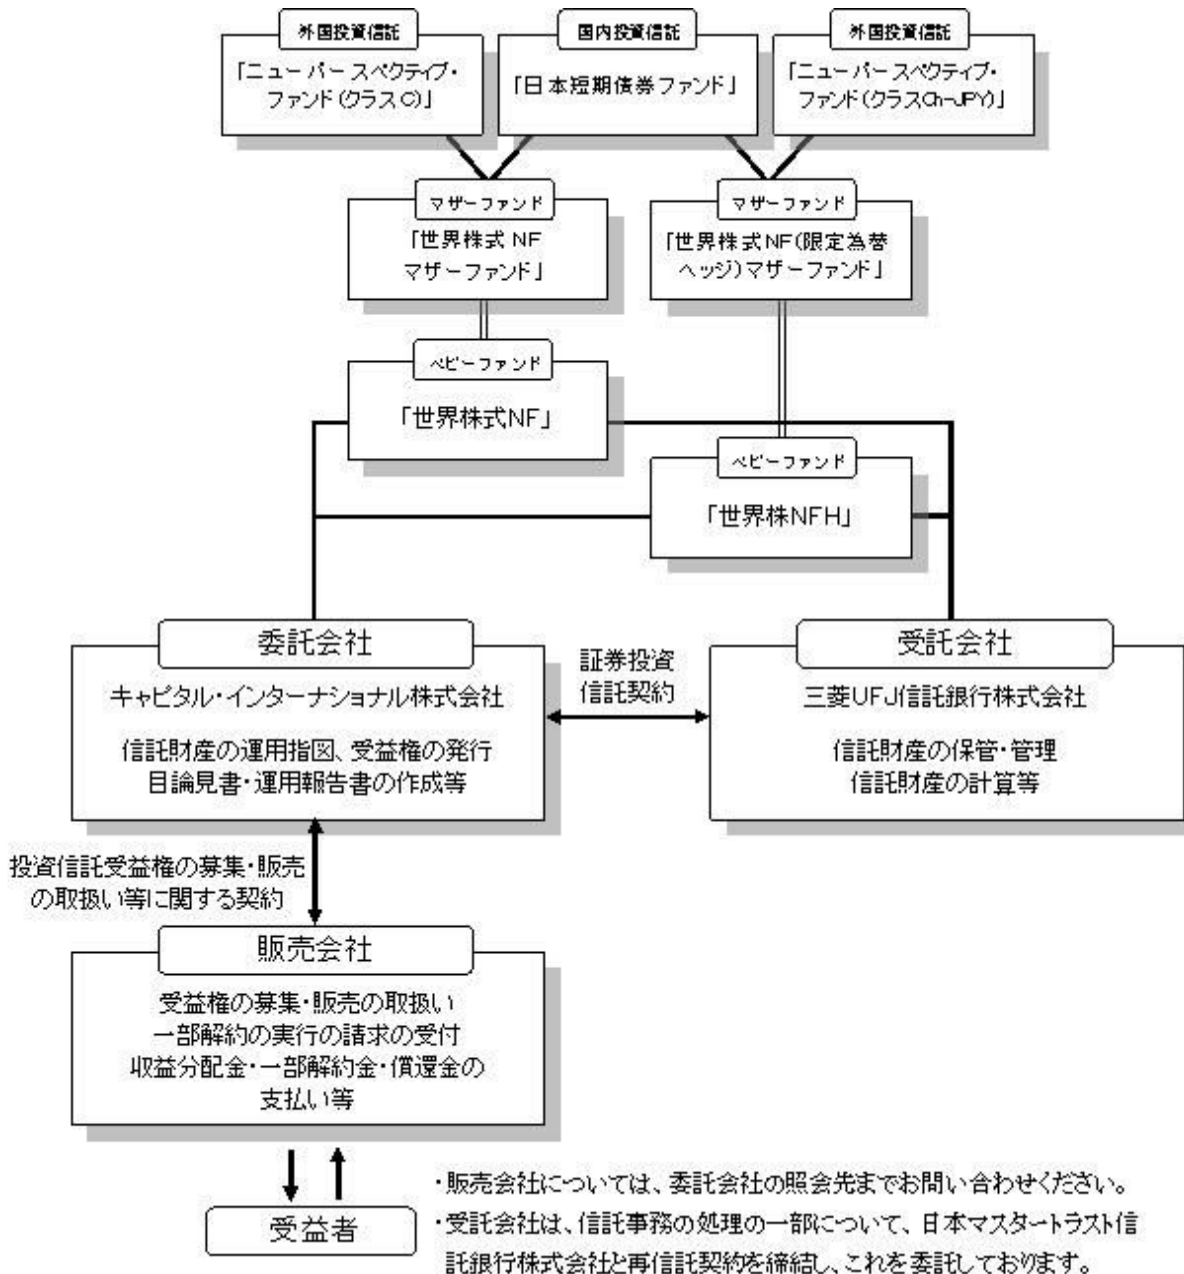 外国投資信託
「ニューパースペクティブ・
ファンド(クラスC)」
国内投資信託
「日本短期債券ファンド」
外国投資信託
「ニューパースペクティブ・
ファンド(クラスCh-JPY)」
マザーファンド
「世界株式 NF
マザーファンド」
マザーファンド
「世界株式NF(限定為替
ヘッジ)マザーファンド」
ベビーファンド
「世界株式NF」
ベビーファンド
「世界株NFH」
委託会社
キャピタル・インターナショナル株式会社
信託財産の運用指図、受益権の発行
目論見書・運用報告書の作成等
証券投資
信託契約
受託会社
三菱UFJ信託銀行株式会社
信託財産の保管・管理
信託財産の計算等
投資信託受益権の募集・販売
の取扱い等に関する契約
販売会社
受益権の募集・販売の取扱い
一部解約の実行の請求の受付
収益分配金・一部解約金・償還金の
支払い等
受益者
・販売会社については、委託会社の照会先までお問い合わせください。
・受託会社は、信託事務の処理の一部について、日本マスタートラスト信
託銀行株式会社と再信託契約を締結し、これを委託しております。